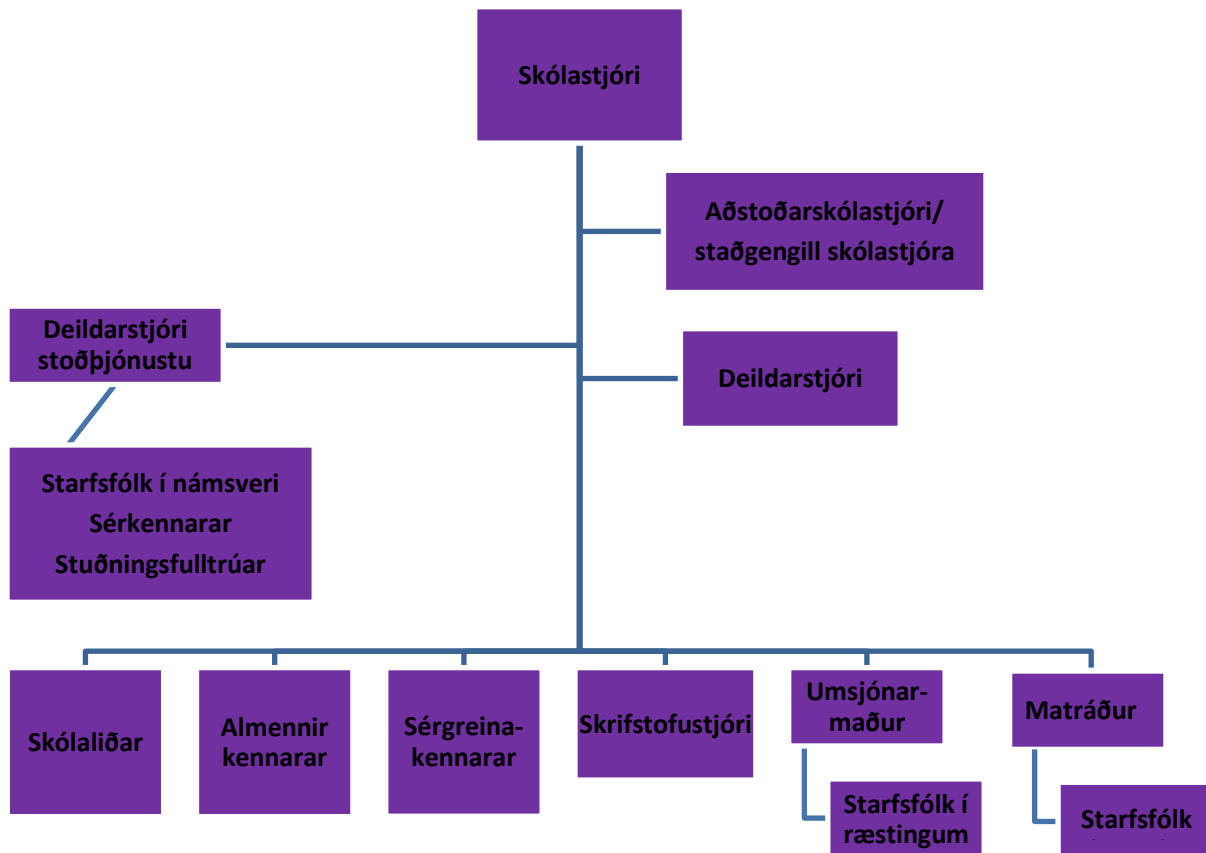 Skólastjóri
Aðstoðarskólastjóri/
staðgengill skólastjóra
Deildarstjóri
stoðþjónustu
Deildarstjóri
Starfsfólk í námsveri
Sérkennarar
Stuðningsfulltrúar
Skólaliðar
Almennir
kennarar
Sérgreina-
kennarar
Skrifstofustjóri
Umsjónar-
maður
Matráður
Starfsfólk í
ræstingum
Starfsfólk